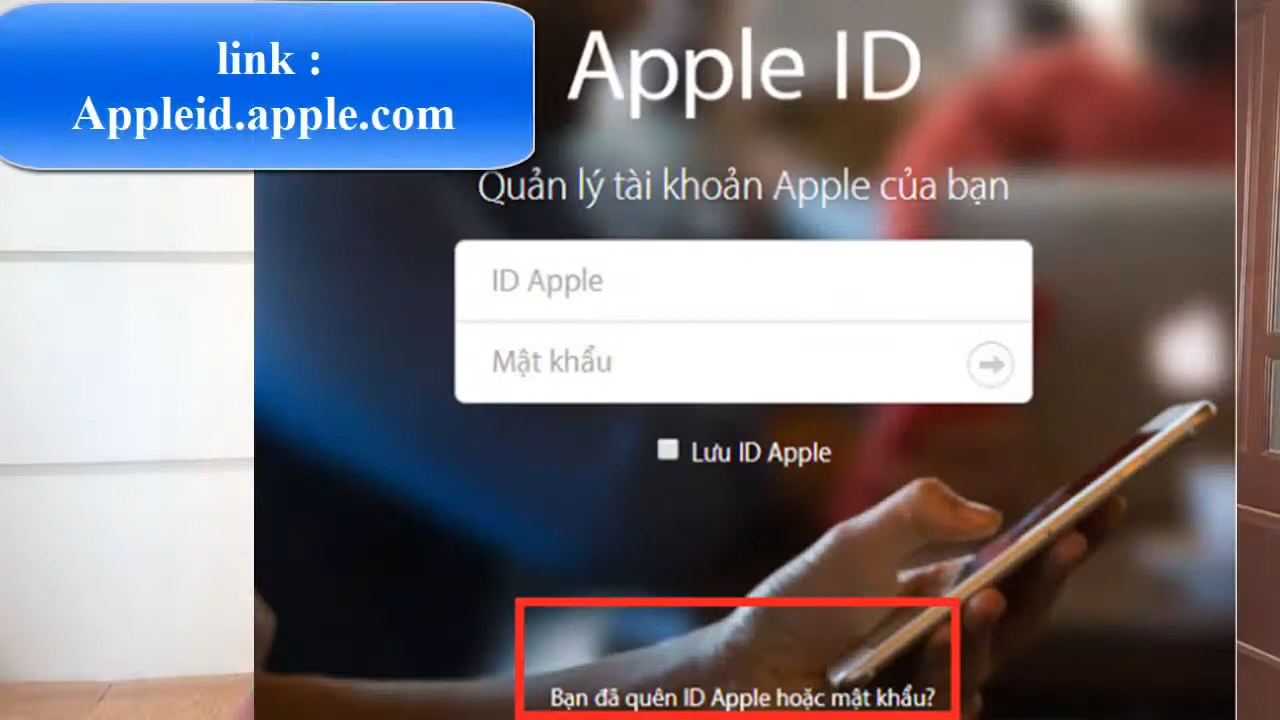 link :
Appleid.apple.com
Apple ID
Quản lý tài khoản Apple của bạn
ID Apple
Mật khẩu
Lưu ID Apple
Bạn đã quên ID Apple hoặc mật khẩu?